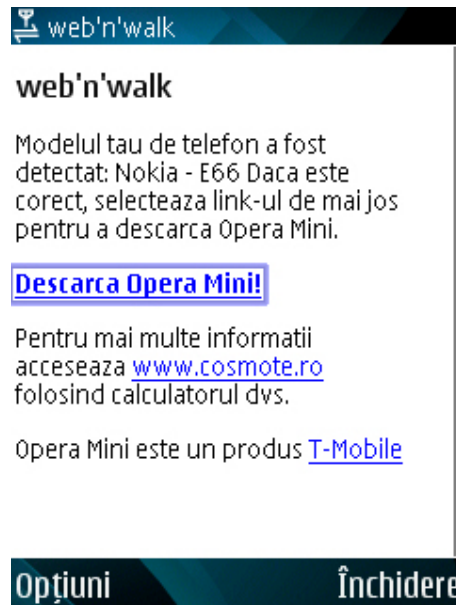 web'n'walk
web'n'walk
Modelul tau de telefon a fost
detectat: Nokia - E66 Daca este
corect, selecteaza link-ul de mai jos
pentru a descarca Opera Mini.
Descarca Opera Mini!
Pentru mai multe informatii
acceseaza www.cosmote.ro
folosind calculatorul dvs.
Opera Mini este un produs T-Mobile
Opțiuni Închidere